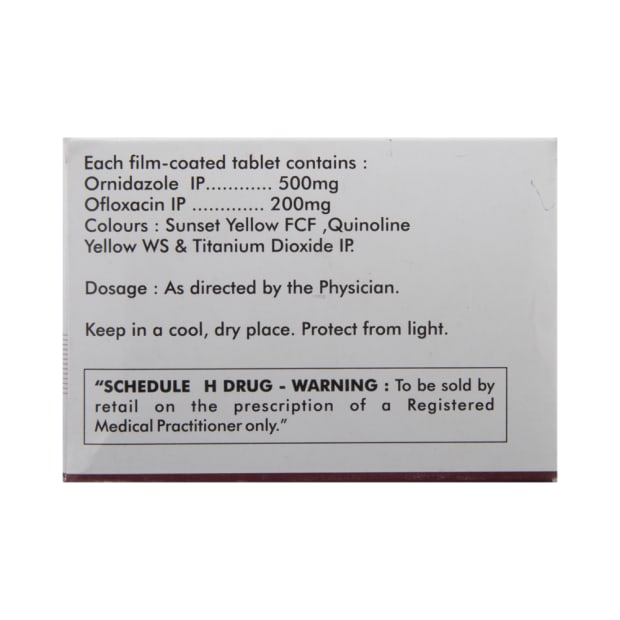 Each film-coated tablet contains :
Ornidazole IP............ 500mg
Ofloxacin IP ............. 200mg
Colours : Sunset Yellow FCF ,Quinoline
Yellow WS & Titanium Dioxide IP.
Dosage : As directed by the Physician.
Keep in a cool, dry place. Protect from light.
“SCHEDULE H DRUG - WARNING : To be sold by
retail on the prescription of a Registered
Medical Practitioner only.”